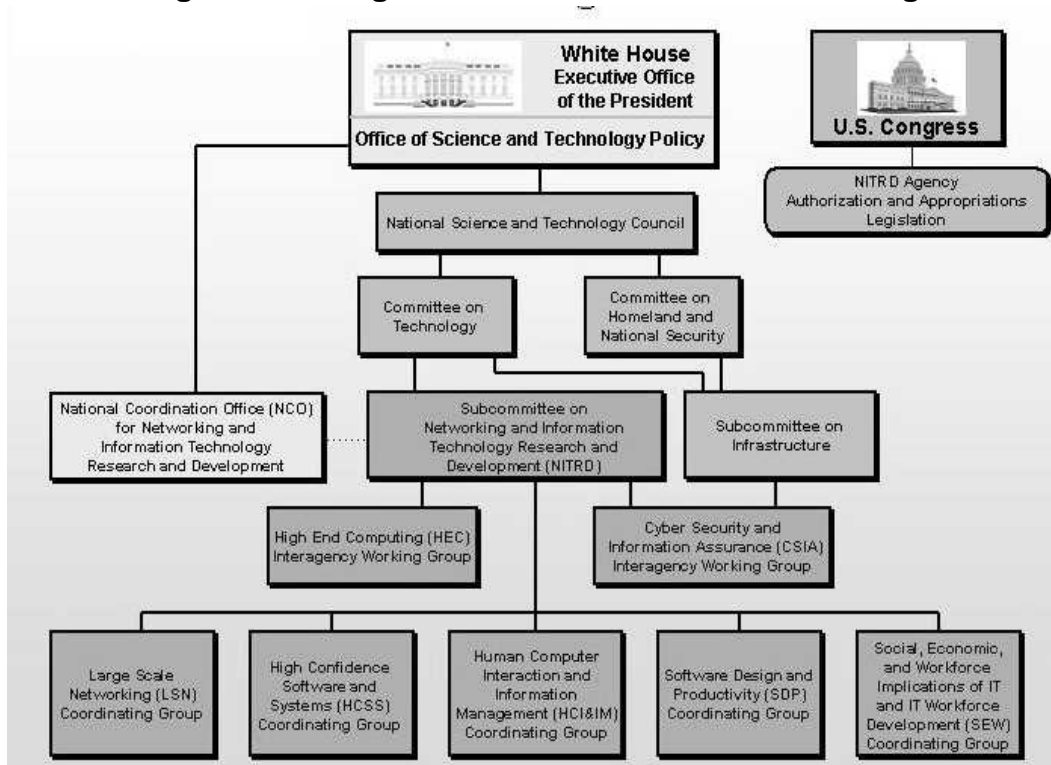 White House
Executive Office
of the President
Office of Science and Technology Policy
U.S. Congress
NITRD Agency
Authorization and Appropriations
Legislation
National Science and Technology Council
Committee on
Technology
Committee on
Homeland and
National Security
National Coordination Office (NCO)
for Networking and
Information Technology
Research and Development
Subcommittee on
Networking and Information
Technology Research and
Development (NITRD)
Subcommittee on
Infrastructure
High End Computing (HEC)
Interagency Working Group
Cyber Security and
Information Assurance (CSIA)
Interagency Working Group
Large Scale
Networking (LSN)
Coordinating Group
High Confidence
Software and
Systems (HCSS)
Coordinating Group
Human Computer
Interaction and
Information
Management (HCI&IM)
Coordinating Group
Software Design and
Productivity (SDP)
Coordinating Group
Social, Economic,
and Workforce
Implications of IT
and IT Workforce
Development (SEW)
Coordinating Group